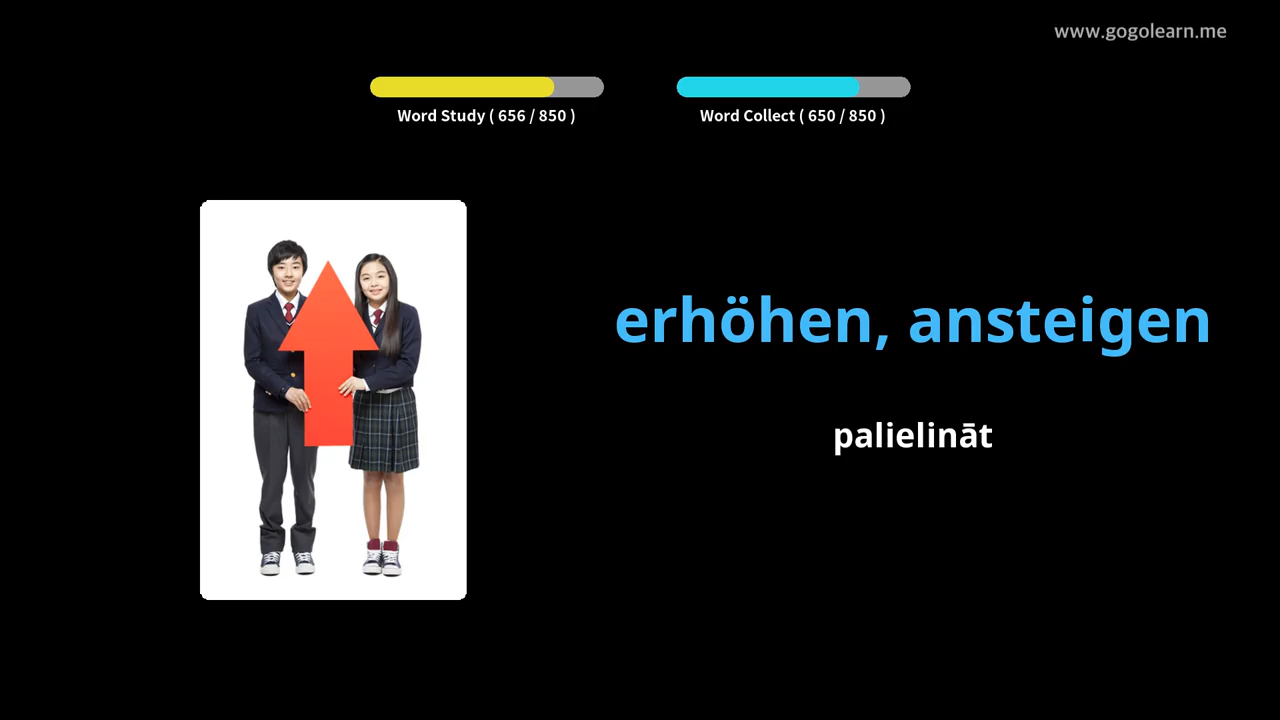 www.gogolearn.me
Word Study ( 656 / 850 )
Word Collect ( 650 / 850 )
erhöhen, ansteigen
palielināt